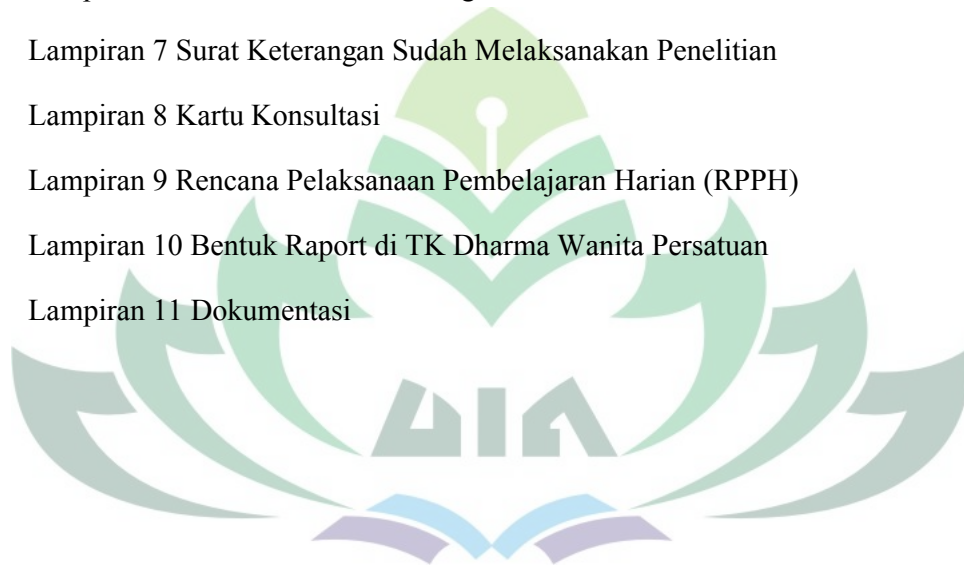 Lampiran 7 Surat Keterangan Sudah Melaksanakan Penelitian
Lampiran 8 Kartu Konsultasi
Lampiran 9 Rencana Pelaksanaan Pembelajaran Harian (RPPH)
Lampiran 10 Bentuk Raport di TK Dharma Wanita Persatuan
Lampiran 11 Dokumentasi
UIN